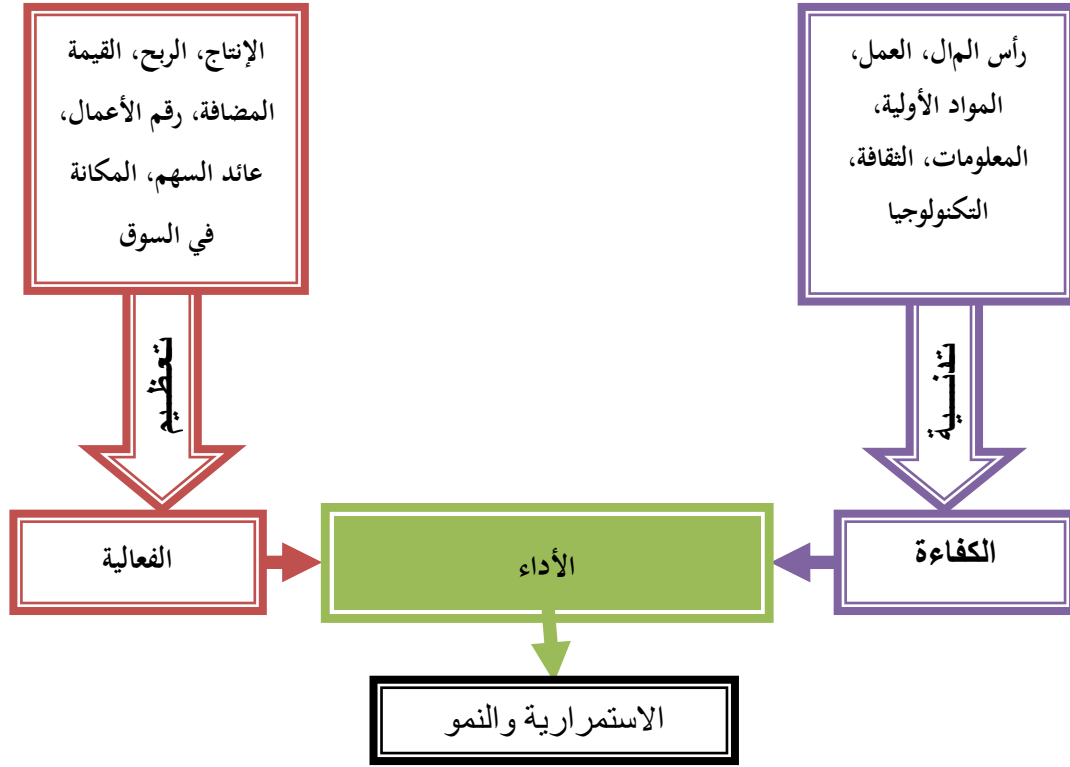 رأس المال، العمل،
المواد الأولية،
المعلومات، الثقافة،
التكنولوجيا
الإنتاج، الربح، القيمة
المضافة، رقم الأعمال،
عائد السهم، المكانة
في السوق
تدنــية
تعظيم
الكفاءة
الأداء
الفعالية
الاستمرارية والنمو